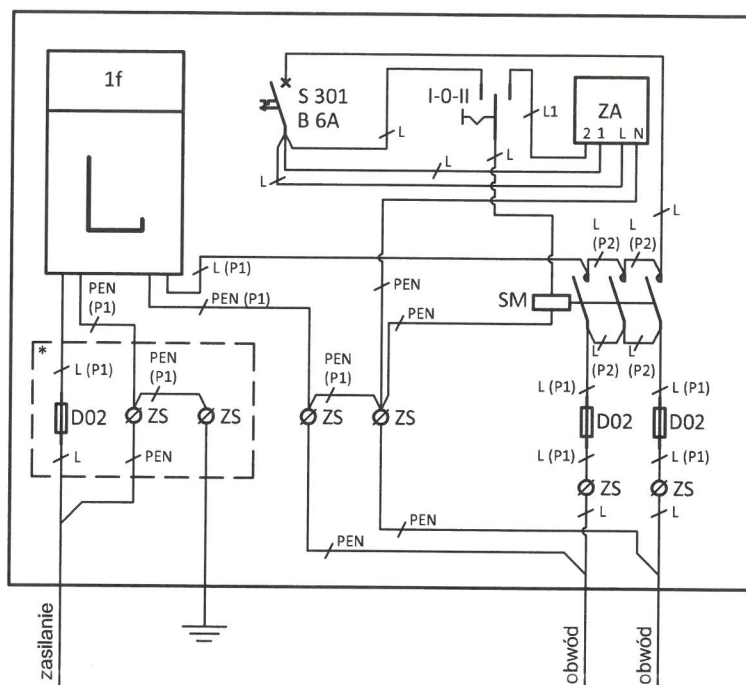 1f
S 301
B 6A
I-0-II
L1
ZA
2 1 L N
L
L
L
L
L
L (P1)
L
(P2)
L
(P2)
PEN
(P1)
PEN (P1)
PEN
SM
PEN
*
L (P1)
PEN
(P1)
PEN
(P1)
L
(P2)
L
(P2)
L (P1)
L (P1)
D02
ZS
ZS
ZS
ZS
D02
D02
L
PEN
L (P1)
L (P1)
ZS
ZS
L
L
PEN
PEN
zasilanie
obwód
obwód